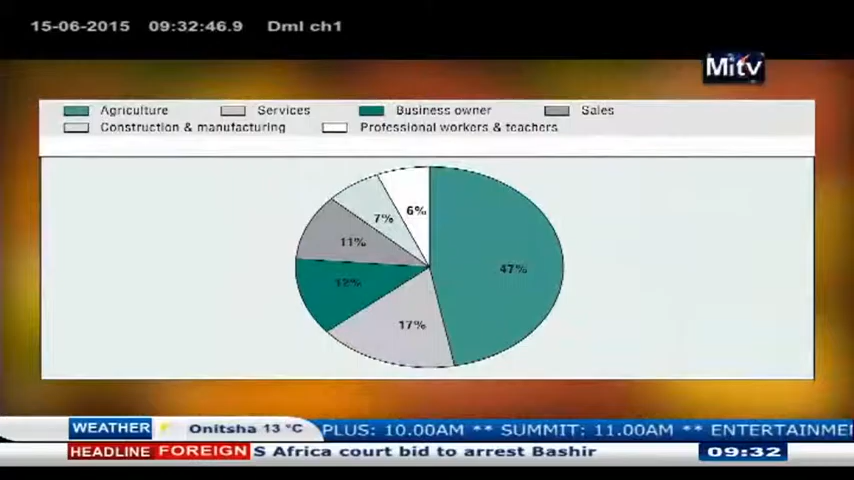 15-06-2015 09:32:46.9 Dml ch1
Mitv
Agriculture Services Business owner Sales
Construction & manufacturing Professional workers & teachers
6%
7%
11%
47%
12%
17%
WEATHER Onitsha 13 °C PLUS: 10.00AM ** SUMMIT: 11.00AM ** ENTERTAINME
HEADLINE FOREIGN S Africa court bid to arrest Bashir 09:32